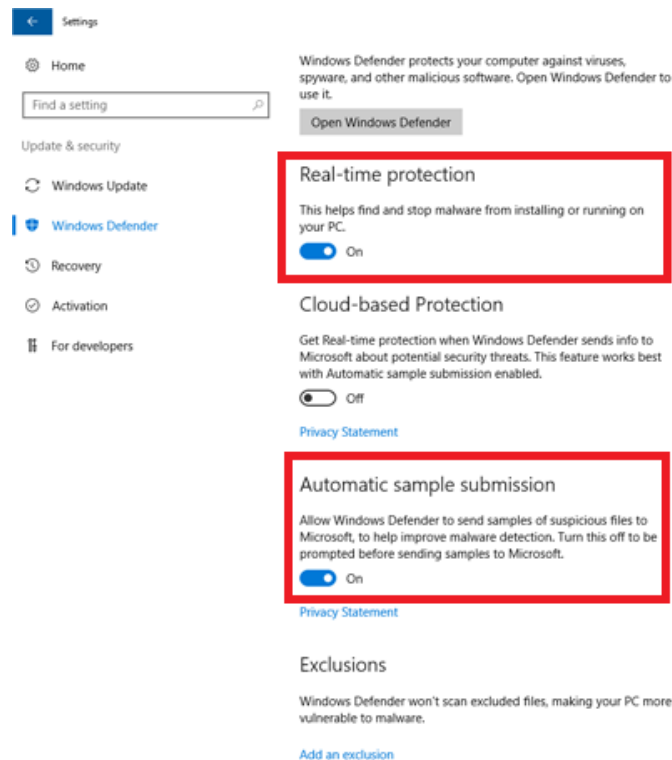 Settings
Home
Find a setting
Update & security
Windows Update
Windows Defender
Recovery
Activation
For developers
Windows Defender protects your computer against viruses,
spyware, and other malicious software. Open Windows Defender to
use it.
Open Windows Defender
Real-time protection
This helps find and stop malware from installing or running on
your PC.
On
Cloud-based Protection
Get Real-time protection when Windows Defender sends info to
Microsoft about potential security threats. This feature works best
with Automatic sample submission enabled.
Off
Privacy Statement
Automatic sample submission
Allow Windows Defender to send samples of suspicious files to
Microsoft, to help improve malware detection. Turn this off to be
prompted before sending samples to Microsoft.
On
Privacy Statement
Exclusions
Windows Defender won't scan excluded files, making your PC more
vulnerable to malware.
Add an exclusion